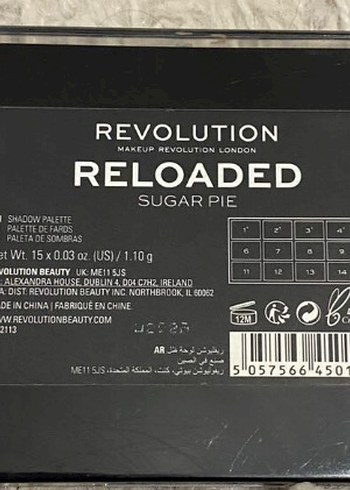 REVOLUTION
MAKEUP REVOLUTION LONDON
RELOADED
SUGAR PIE
SHADOW PALETTE
PALETTE DE FARDS
PALETA DE SOMBRAS
et Wt. 15 x 0.03 oz. (US) / 1.10 g
VOLUTION BEAUTY UK: ME11 5JS
ALEXANDRA HOUSE, DUBLIN 4, D04 C7H2, IRELAND
A: DIST: REVOLUTION BEAUTY INC. NORTHBROOK, IL 60062
ADE IN CHINA | FABRIQUÉ EN CHINE.
WW.REVOLUTIONBEAUTY.COM
2113
1* 2* 3* 4*
6 7 8 9
11 12 13 14
12M
AR ريفليوشن لوحة ظلال
صنع في الصين
ريفوليوشن بيوتي، كنت، المملكة المتحدة، ME11 5JS
5 057566 4501